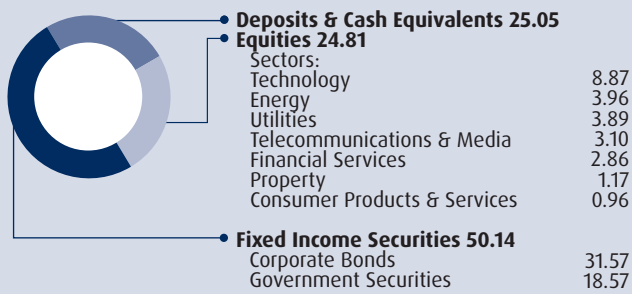 Deposits & Cash Equivalents 25.05
Equities 24.81
Sectors:
Technology 8.87
Energy 3.96
Utilities 3.89
Telecommunications & Media 3.10
Financial Services 2.86
Property 1.17
Consumer Products & Services 0.96
Fixed Income Securities 50.14
Corporate Bonds 31.57
Government Securities 18.57